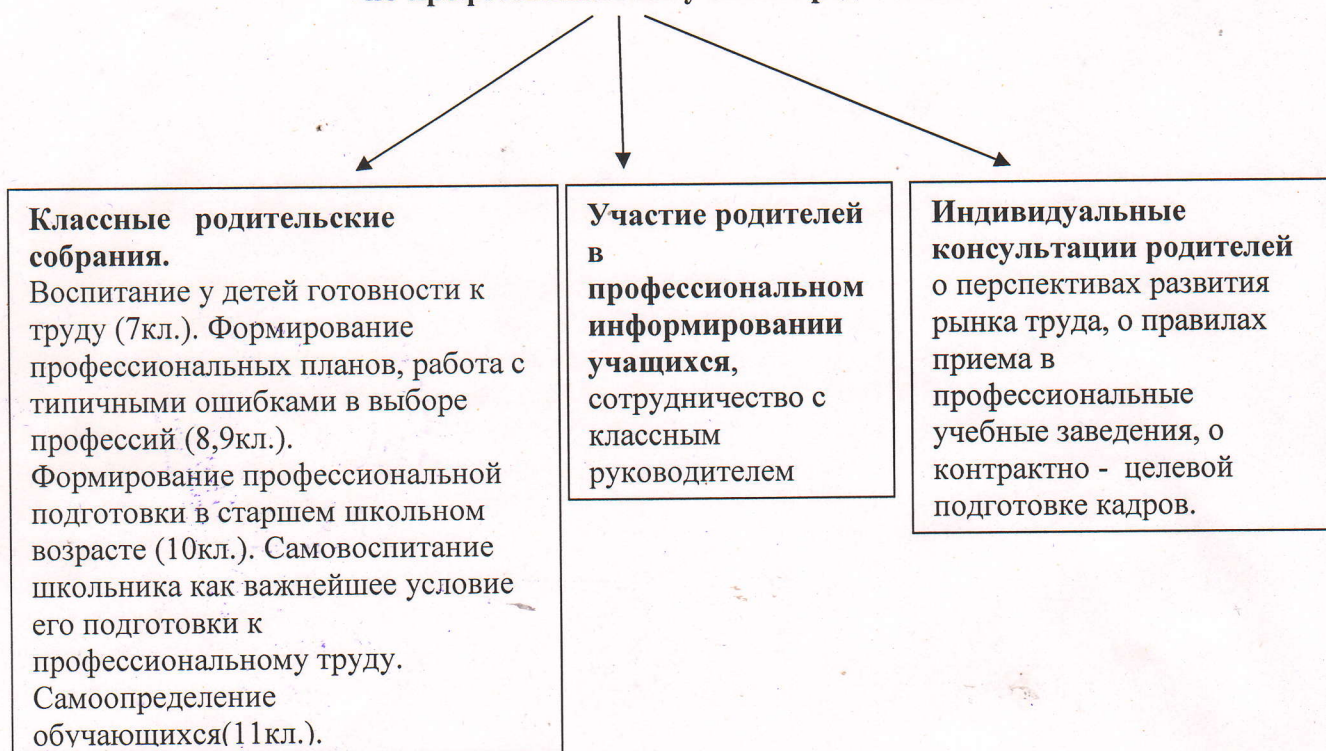 Классные родительские
собрания.
Воспитание у детей готовности к
труду (7кл.). Формирование
профессиональных планов, работа с
типичными ошибками в выборе
профессий (8,9кл.).
Формирование профессиональной
подготовки в старшем школьном
возрасте (10кл.). Самовоспитание
школьника как важнейшее условие
его подготовки к
профессиональному труду.
Самоопределение
обучающихся(11кл.).
Участие родителей
в
профессиональном
информировании
учащихся,
сотрудничество с
классным
руководителем
Индивидуальные
консультации родителей
о перспективах развития
рынка труда, о правилах
приема в
профессиональные
учебные заведения, о
контрактно - целевой
подготовке кадров.